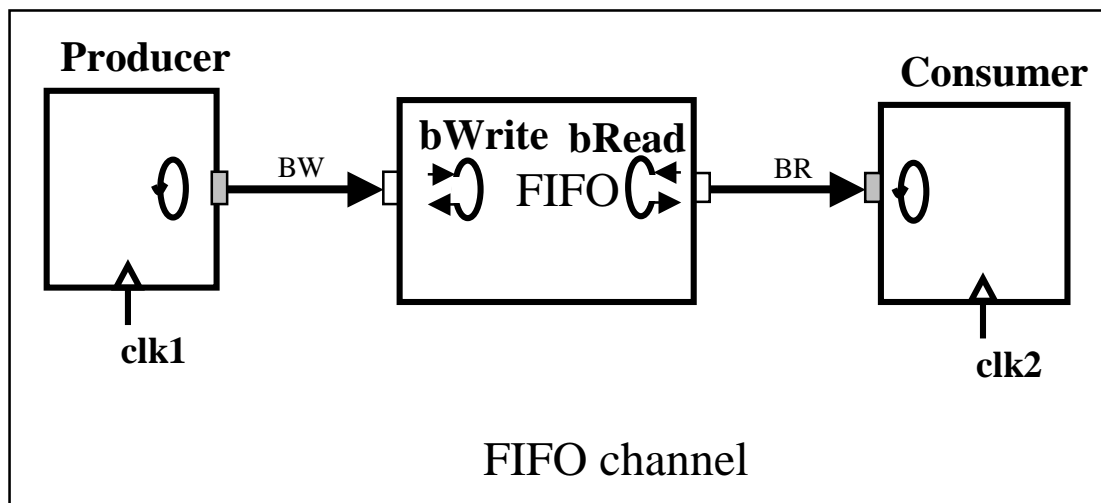 Producer
Consumer
bWrite bRead
BW
FIFO
BR
clk1
clk2
FIFO channel